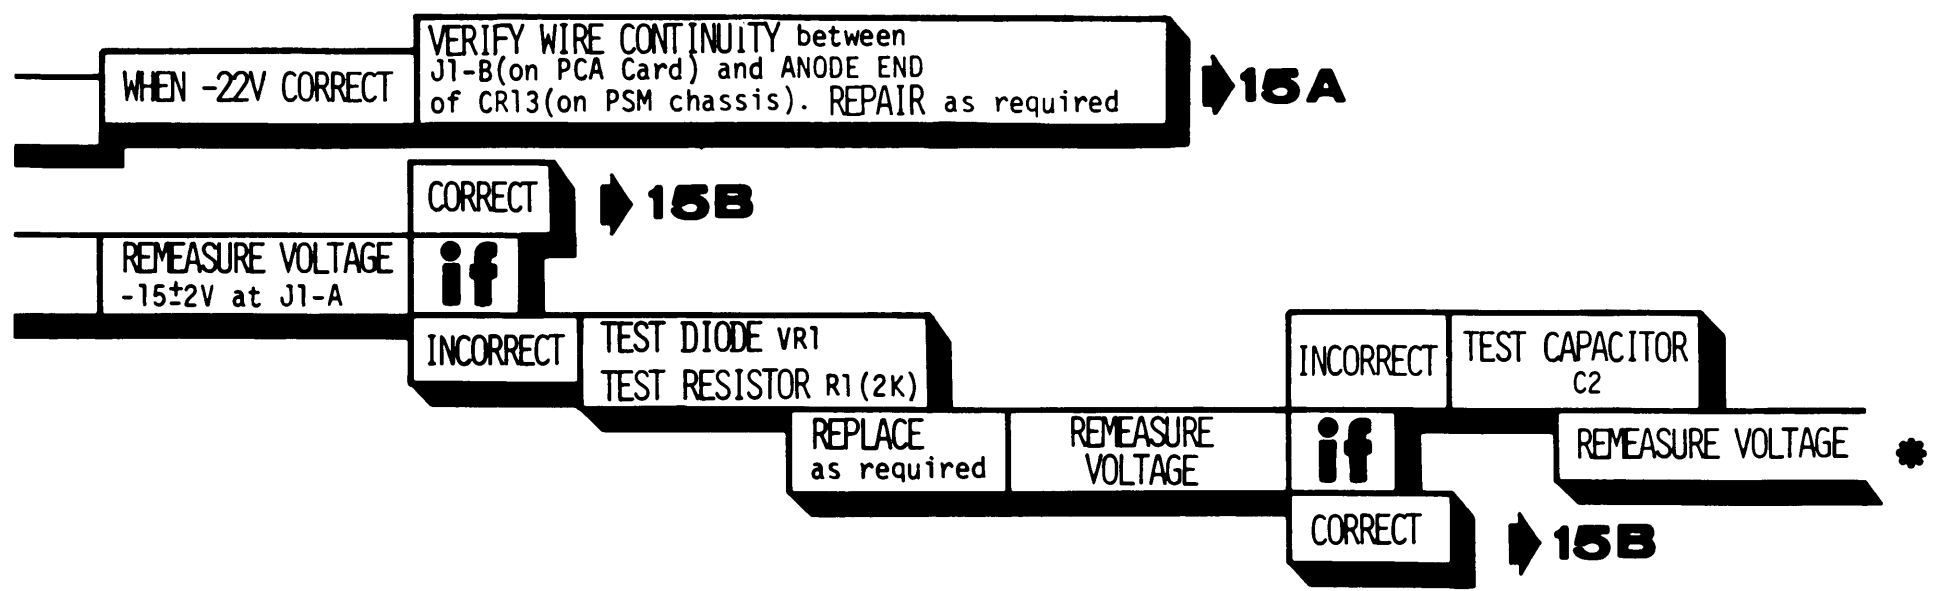 WHEN -22V CORRECT
VERIFY WIRE CONTINUITY between
J1-B(on PCA Card) and ANODE END
of CR13(on PSM chassis). REPAIR as required
15A
CORRECT
15B
REMEASURE VOLTAGE
-15±2V at J1-A
if
INCORRECT
TEST DIODE VR1
TEST RESISTOR R1(2K)
REPLACE
as required
REMEASURE
VOLTAGE
INCORRECT
TEST CAPACITOR
C2
if
REMEASURE VOLTAGE *
CORRECT
15B